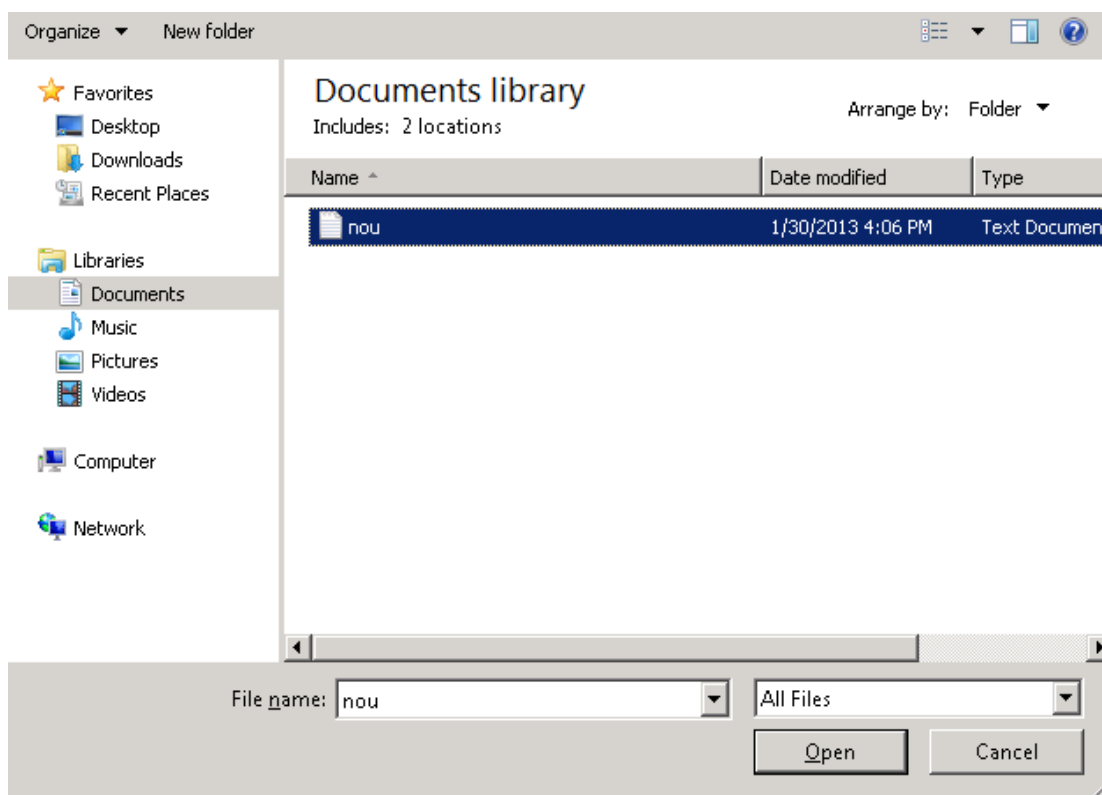 Organize New folder
Favorites
Desktop
Downloads
Recent Places
Libraries
Documents
Music
Pictures
Videos
Computer
Network
Documents library
Includes: 2 locations
Arrange by: Folder
Name Date modified Type
nou 1/30/2013 4:06 PM Text Documen
File name: nou All Files
Open Cancel